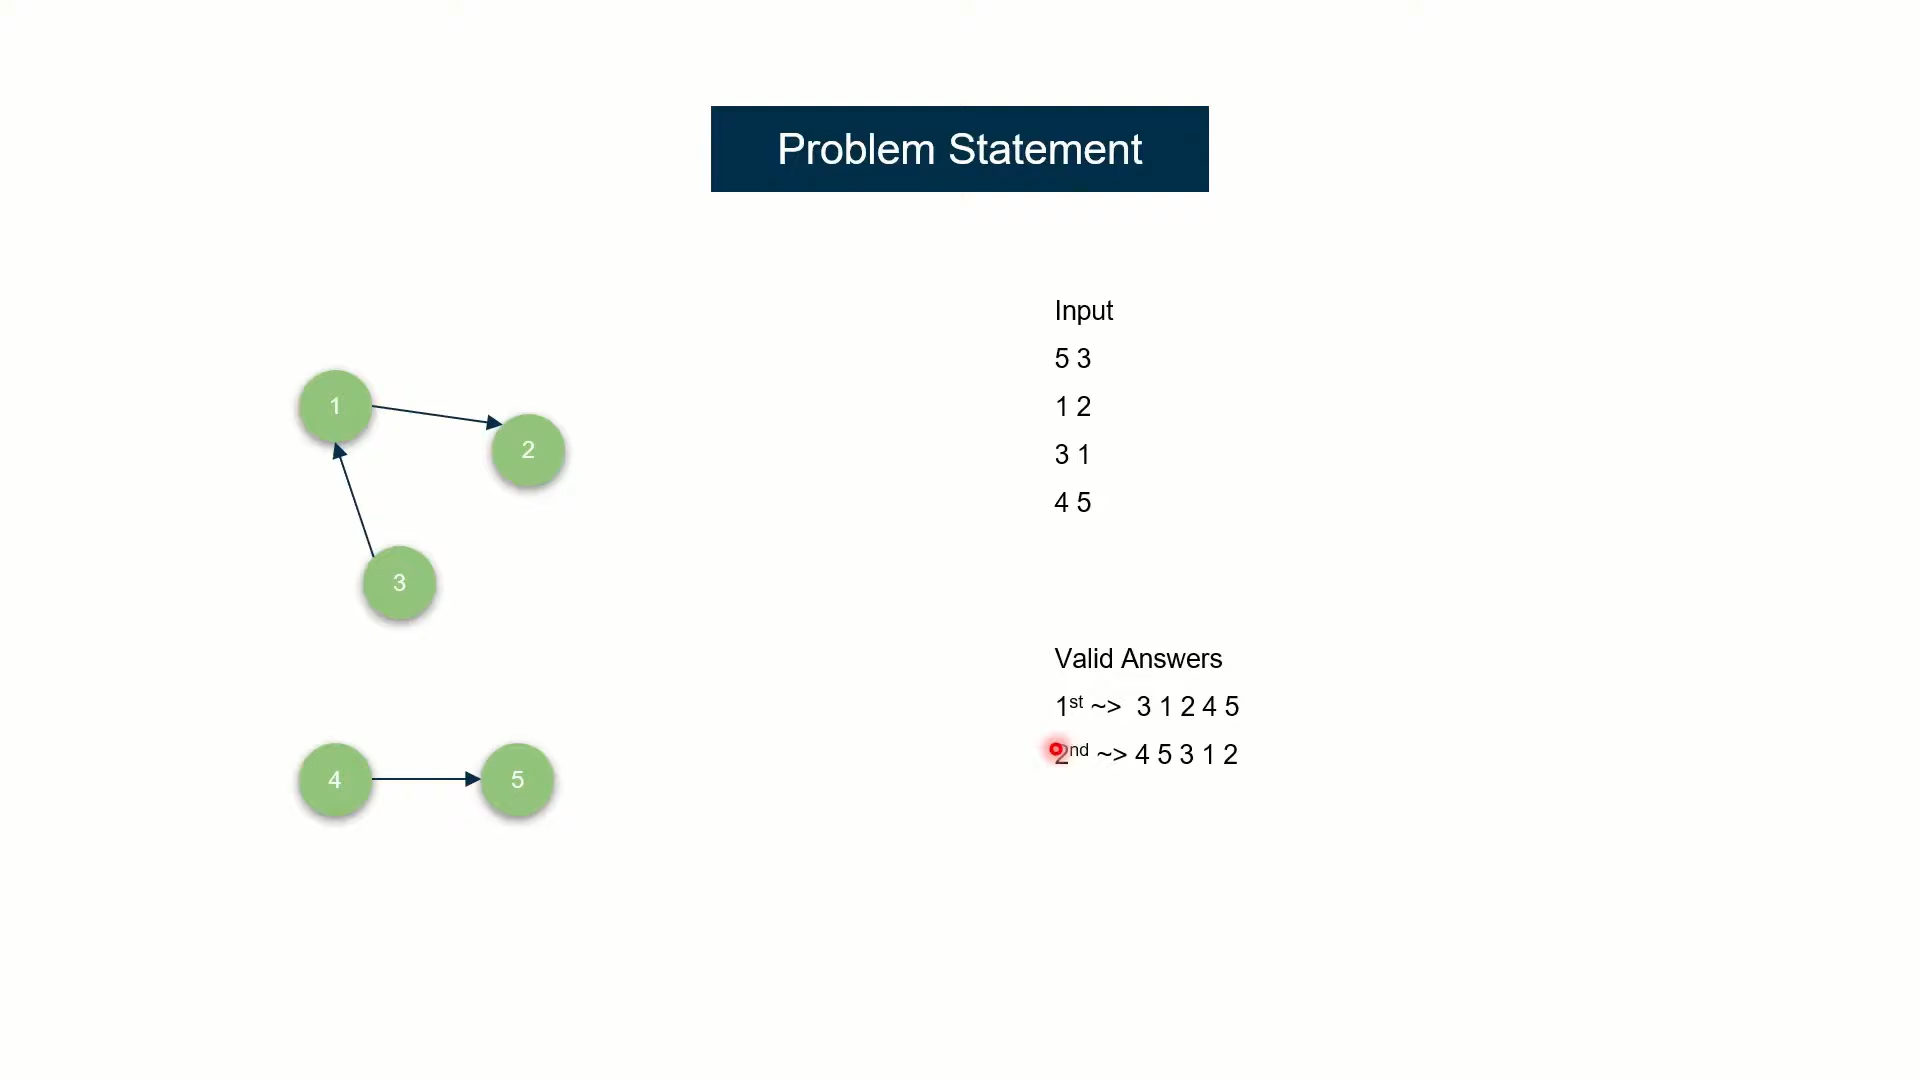 Problem Statement
Input
5 3
1 2
3 1
4 5
1
2
3
4
5
Valid Answers
1st ~> 3 1 2 4 5
2nd ~> 4 5 3 1 2